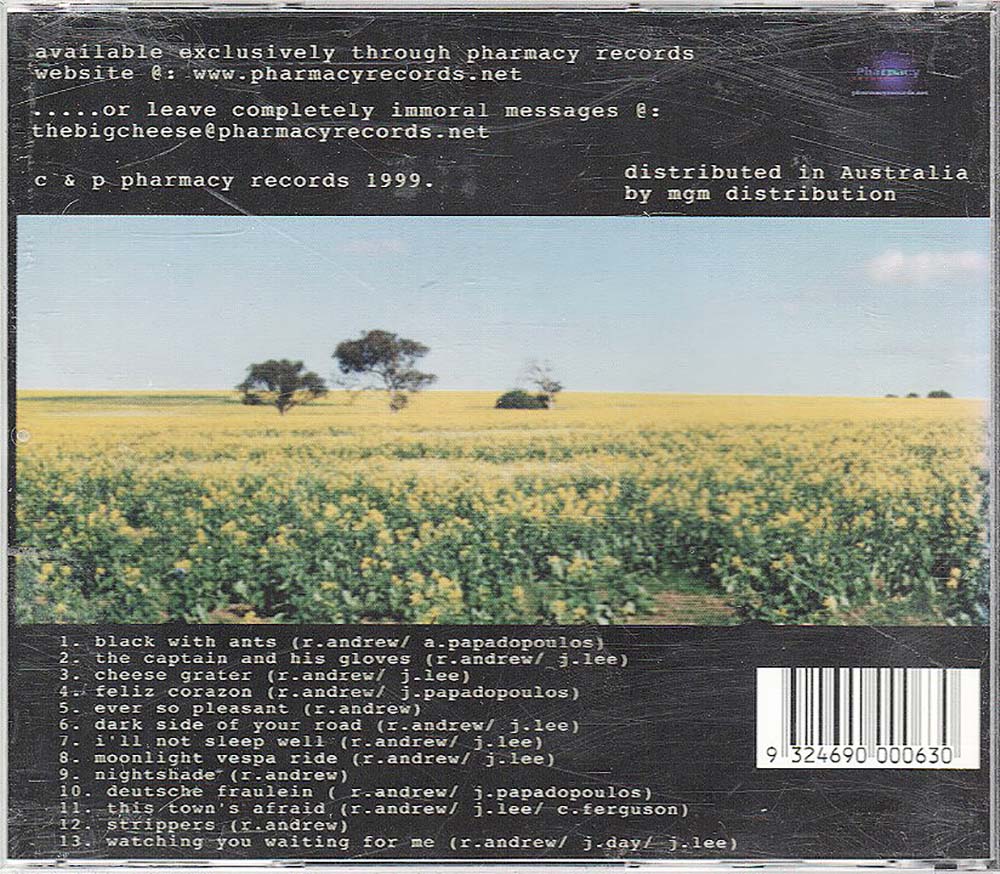 available exclusively through pharmacy records
website @: www.pharmacyrecords.net
.....or leave completely immoral messages @:
thebigcheese@pharmacyrecords.net
c & p pharmacy records 1999.
Pharmacy
pharmacyrecords.net
distributed in Australia
by mgm distribution
1. black with ants (r.andrew/ a.papadopoulos)
2. the captain and his gloves (r.andrew/ j.lee)
3. cheese grater (r.andrew/ j.lee)
4. feliz corazon (r.andrew/ j.papadopoulos)
5. ever so pleasant (r.andrew)
6. dark side of your road (r.andrew/ j.lee)
7. i'll not sleep well (r.andrew/ j.lee)
8. moonlight vespa ride (r.andrew/ j.lee)
9. nightshade (r.andrew)
10. deutsche fraulein ( r.andrew/ j.papadopoulos)
11. this town's afraid (r.andrew/ j.lee/ c.ferguson)
12. strippers (r.andrew)
13. watching you waiting for me (r.andrew/ j.day/ j.lee)
9 324690 000630